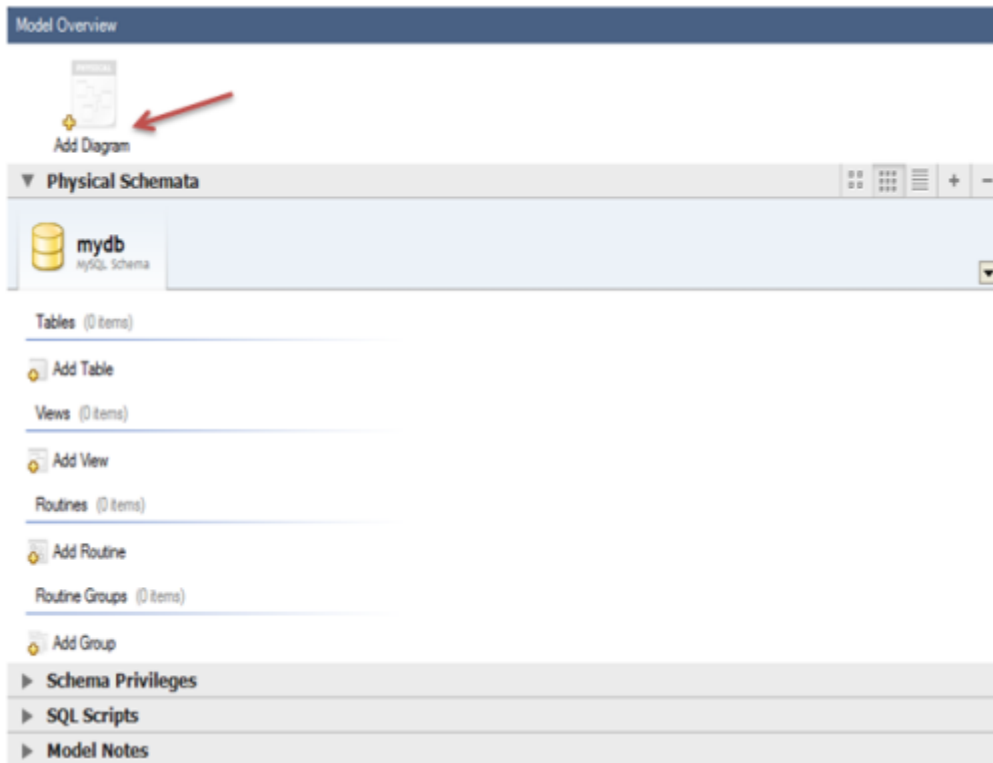 Model Overview
PHYSICAL
Add Diagram
Physical Schemata
mydb
MySQL Schema
Tables (0 items)
Add Table
Views (0 items)
Add View
Routines (0 items)
Add Routine
Routine Groups (0 items)
Add Group
Schema Privileges
SQL Scripts
Model Notes